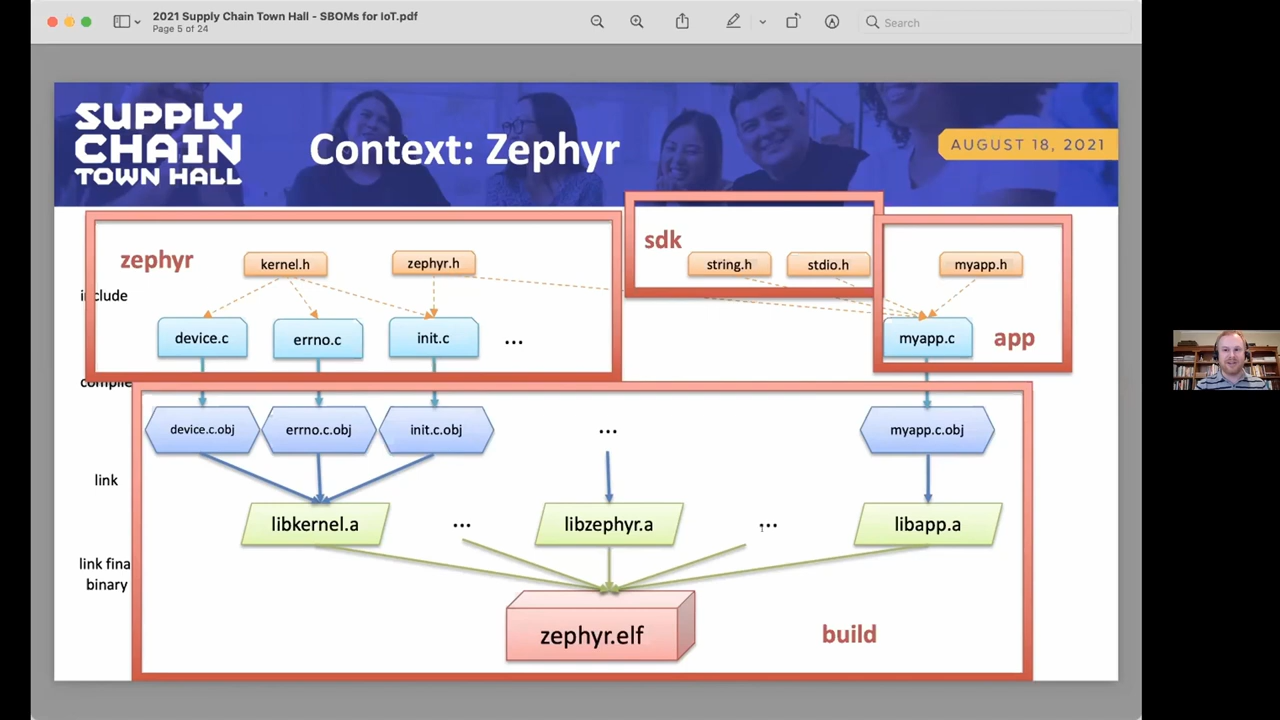 2021 Supply Chain Town Hall - SBOMs for IoT.pdf
Page 5 of 24
Search
SUPPLY
CHAIN
TOWN HALL
Context: Zephyr
AUGUST 18, 2021
zephyr
kernel.h
zephyr.h
sdk
string.h
stdio.h
myapp.h
include
device.c
errno.c
init.c
...
myapp.c
app
compile
device.c.obj
errno.c.obj
init.c.obj
...
myapp.c.obj
link
libkernel.a
...
libzephyr.a
...
libapp.a
link fina
binary
zephyr.elf
build